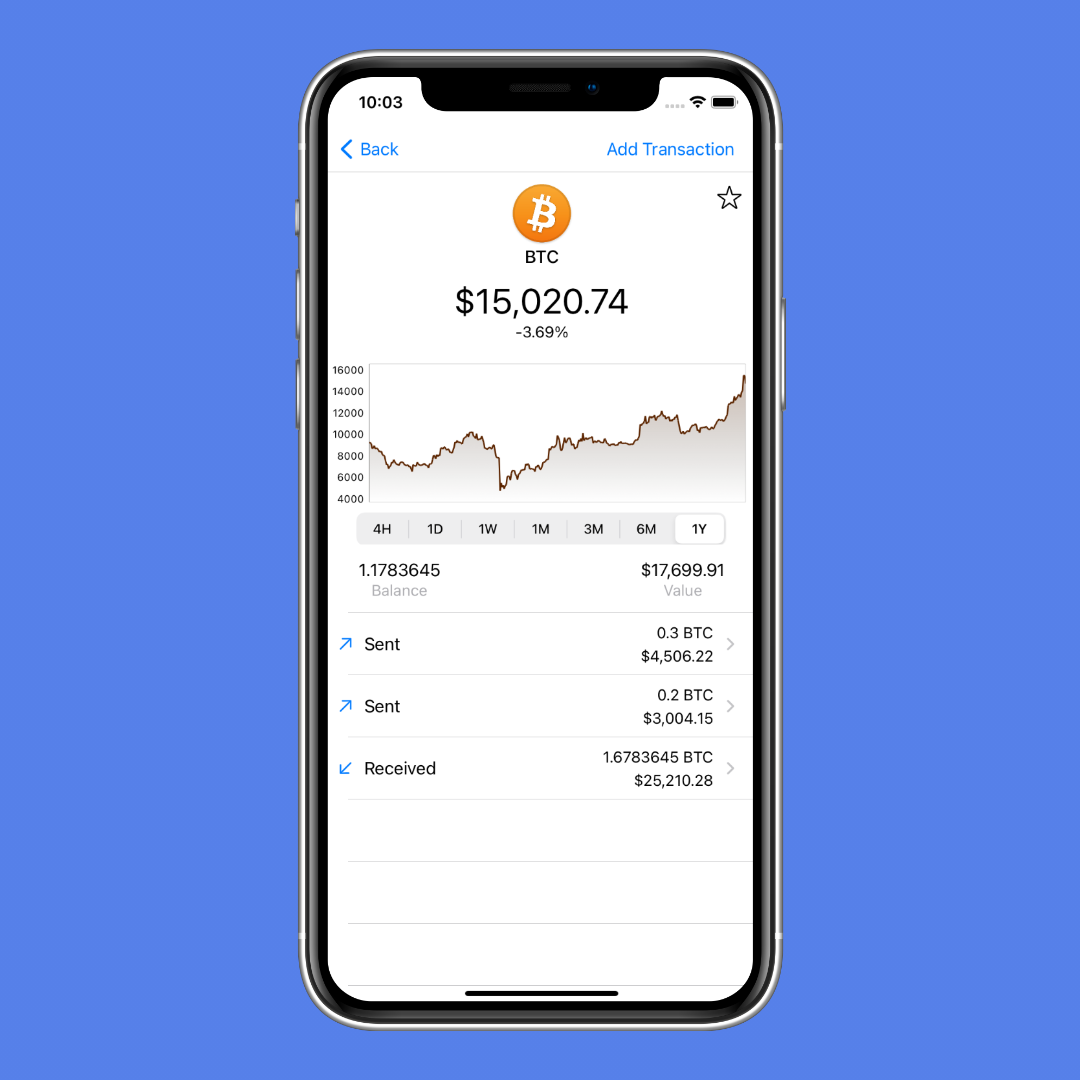 10:03
Back
Add Transaction
BTC
$15,020.74
-3.69%
16000
14000
12000
10000
8000
6000
4000
4H 1D 1W 1M 3M 6M 1Y
1.1783645 $17,699.91
Balance Value
Sent
0.3 BTC
$4,506.22
Sent
0.2 BTC
$3,004.15
Received
1.6783645 BTC
$25,210.28